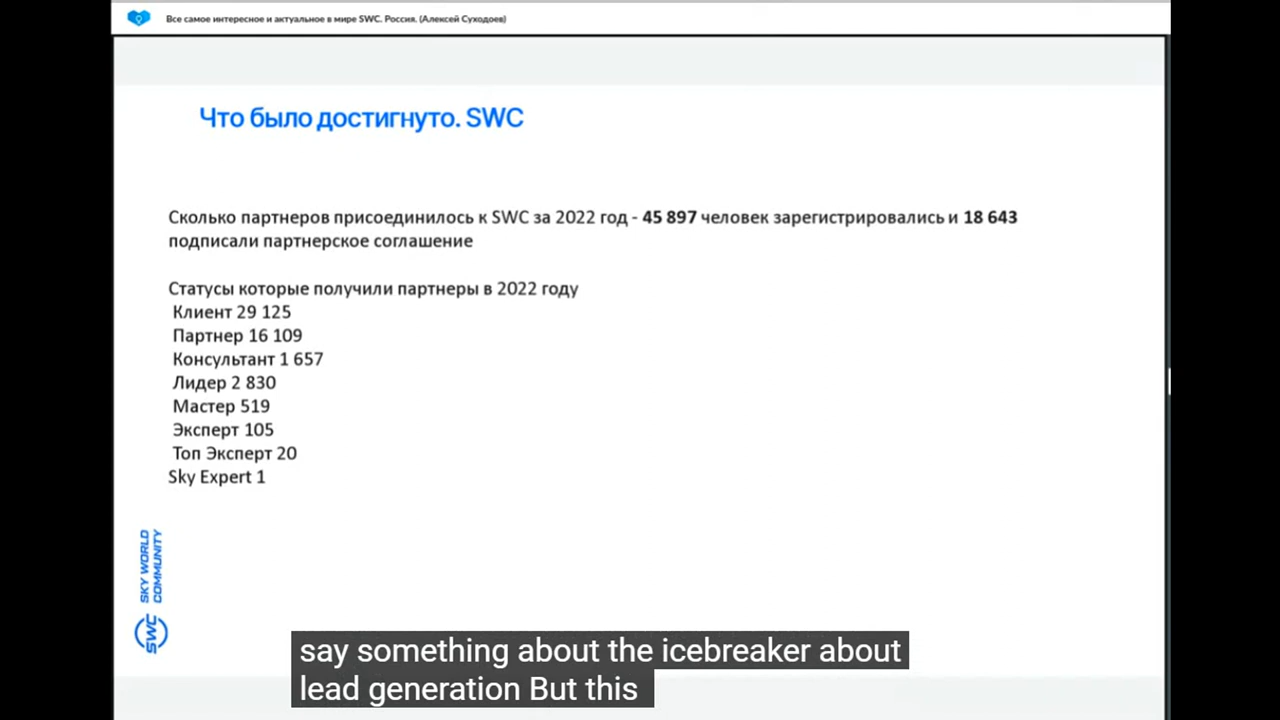 Все самое интересное и актуальное в мире SWC. Россия. (Алексей Суходоев)
Что было достигнуто. SWC
Сколько партнеров присоединилось к SWC за 2022 год - 45 897 человек зарегистрировались и 18 643
подписали партнерское соглашение
Статусы которые получили партнеры в 2022 году
Клиент 29 125
Партнер 16 109
Консультант 1 657
Лидер 2 830
Мастер 519
Эксперт 105
Топ Эксперт 20
Sky Expert 1
SKY WORLD
COMMUNITY
SWC
say something about the icebreaker about
lead generation But this